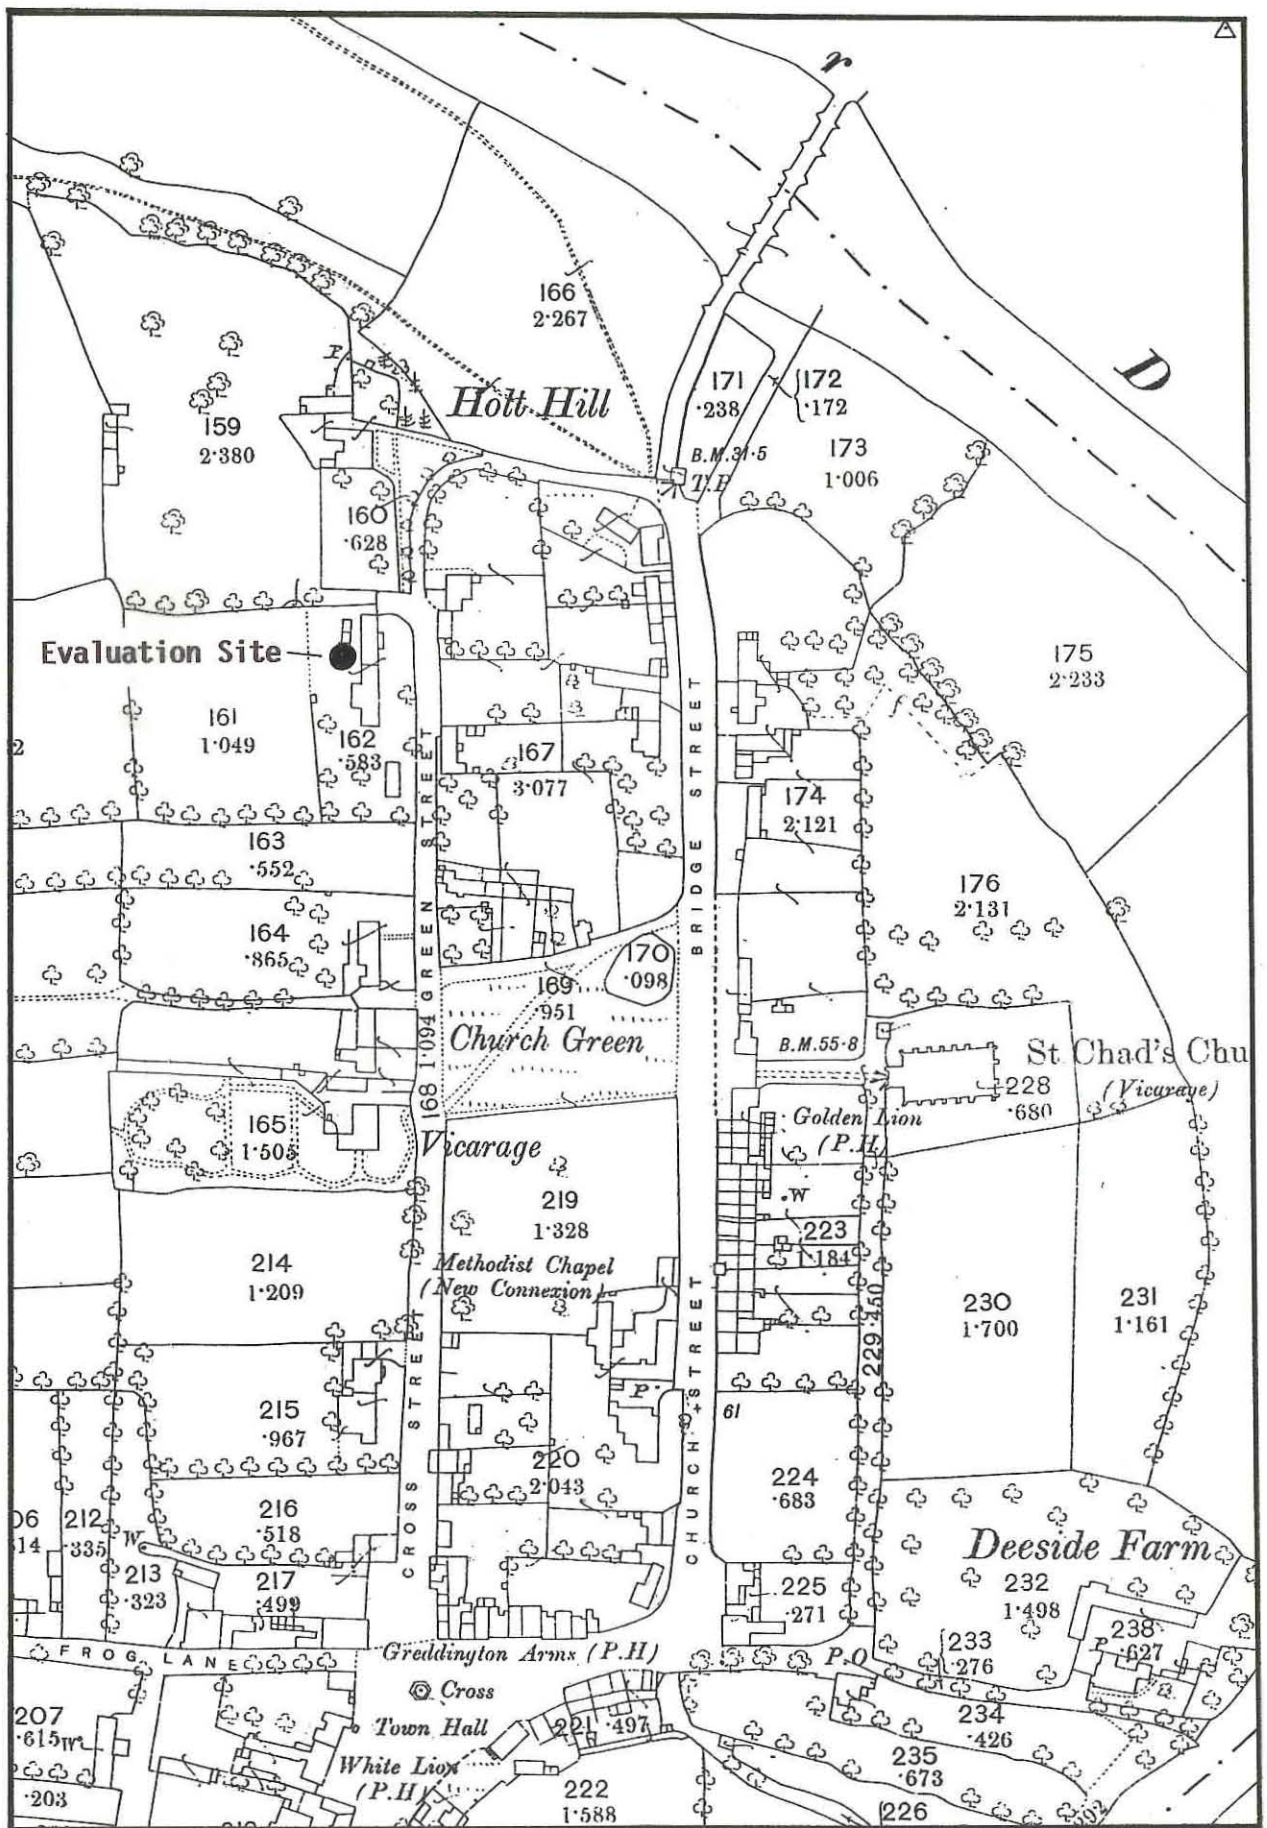 r
D
166
2·267
Holt Hill
171
·238
172
·172
B.M.31·5
173
1·006
P
159
2·380
160
·628
Evaluation Site
175
2·233
161
1·049
162
·583
167
3·077
174
2·121
f
2
163
·552
176
2·131
164
·865
170
·098
169
·951
BRIDGE STREET
GREEN STREET
168 1·094
Church Green
B.M.55·8
St Chad's Chu
(Vicarage)
228
·680
Golden Lion
(P.H)
165
1·505
Vicarage
W
219
1·328
223
1·184
214
1·209
Methodist Chapel
(New Connexion)
230
1·700
231
1·161
229·450
CROSS STREET
CHURCH STREET
P
61
215
·967
220
2·043
224
·683
216
·518
06
·614
212
·335
W
213
·323
217
·499
Deeside Farm
232
1·498
225
·271
238
·627
P
233
·276
FROG LANE
Greddington Arms (P.H)
P.O
Cross
Town Hall
White Lion
(P.H)
221 ·497
234
·426
207
·615
W
235
·673
·203
222
1·588
226